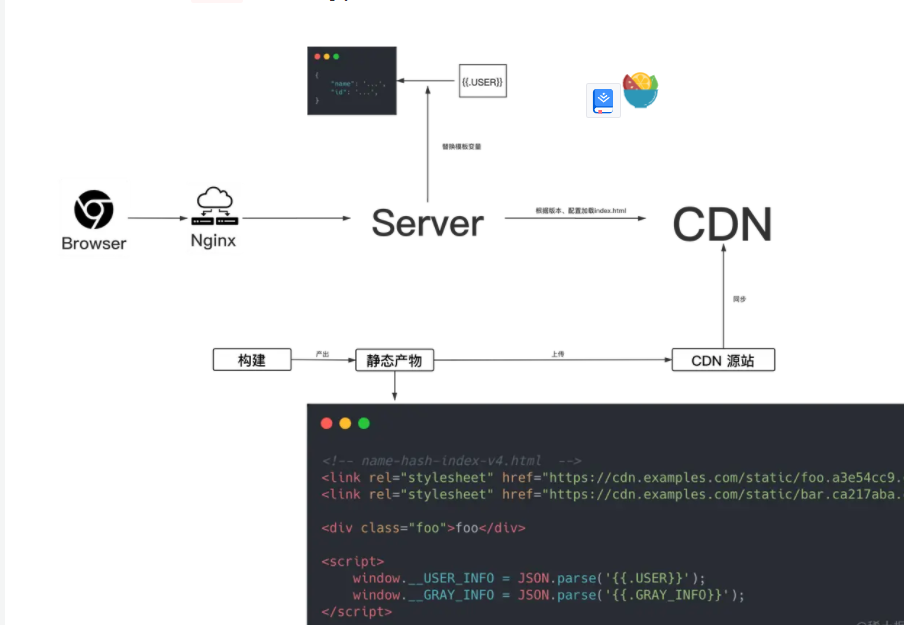 {
"name": '...',
"id": '...',
}
{{.USER}}
替换模板变量
Browser
Nginx
Server
根据版本、配置加载index.html
CDN
同步
构建
产出
静态产物
上传
CDN 源站
<!-- name-hash-index-v4.html -->
<link rel="stylesheet" href="https://cdn.examples.com/static/foo.a3e54cc9.
<link rel="stylesheet" href="https://cdn.examples.com/static/bar.ca217aba.
<div class="foo">foo</div>
<script>
window.__USER_INFO = JSON.parse('{{.USER}}');
window.__GRAY_INFO = JSON.parse('{{.GRAY_INFO}}');
</script>